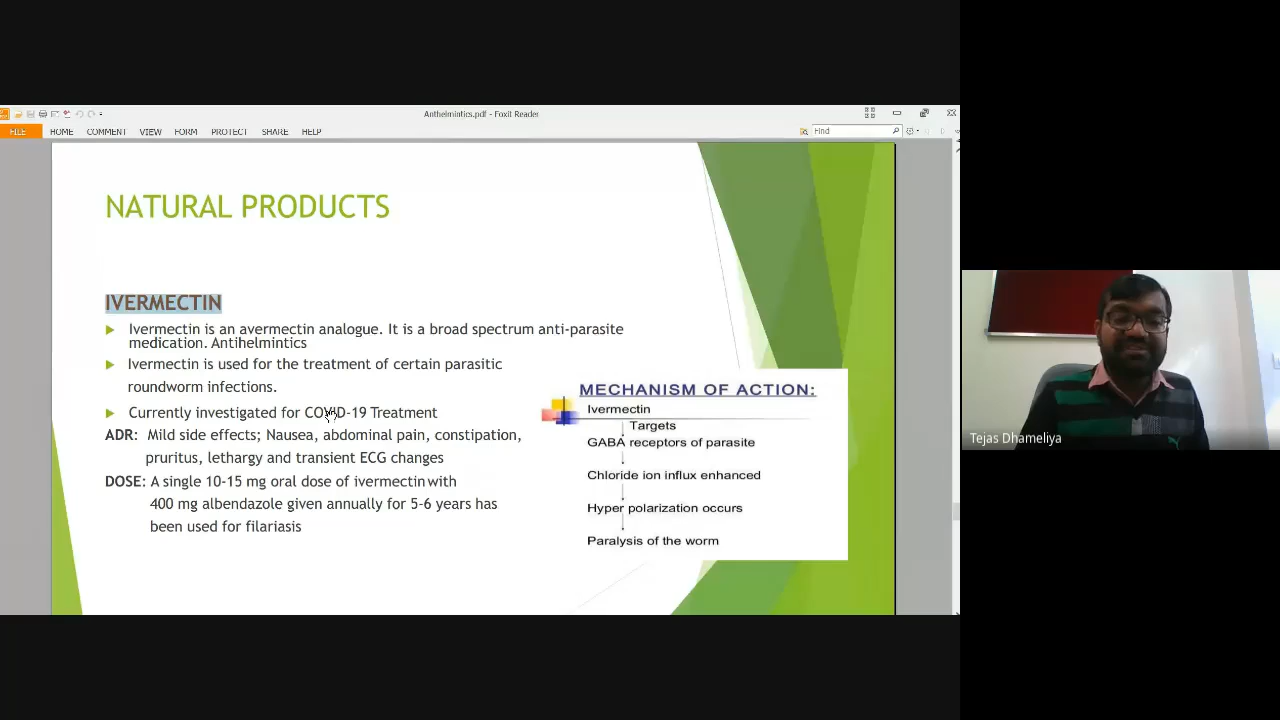 Anthelmintics.pdf - Foxit Reader
FILE HOME COMMENT VIEW FORM PROTECT SHARE HELP Find
NATURAL PRODUCTS
IVERMECTIN
Ivermectin is an avermectin analogue. It is a broad spectrum anti-parasite
medication. Antihelmintics
Ivermectin is used for the treatment of certain parasitic
roundworm infections.
Currently investigated for COVID-19 Treatment
ADR: Mild side effects; Nausea, abdominal pain, constipation,
pruritus, lethargy and transient ECG changes
DOSE: A single 10-15 mg oral dose of ivermectin with
400 mg albendazole given annually for 5-6 years has
been used for filariasis
MECHANISM OF ACTION:
Ivermectin
Targets
GABA receptors of parasite
Chloride ion influx enhanced
Hyper polarization occurs
Paralysis of the worm
Tejas Dhameliya